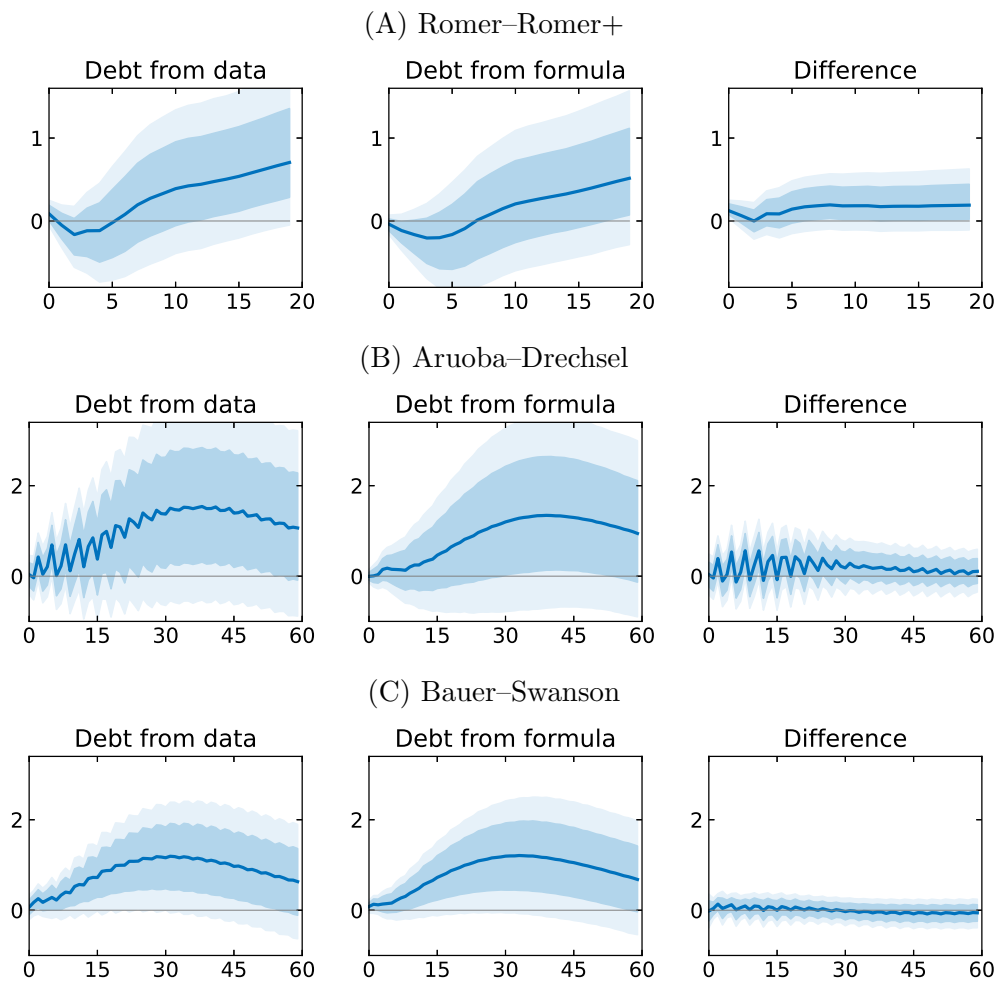 (A) Romer–Romer+
Debt from data
Debt from formula
Difference
1
0
0 5 10 15 20
1
0
0 5 10 15 20
1
0
0 5 10 15 20
(B) Aruoba–Drechsel
Debt from data
Debt from formula
Difference
2
0
0 15 30 45 60
2
0
0 15 30 45 60
2
0
0 15 30 45 60
(C) Bauer–Swanson
Debt from data
Debt from formula
Difference
2
0
0 15 30 45 60
2
0
0 15 30 45 60
2
0
0 15 30 45 60